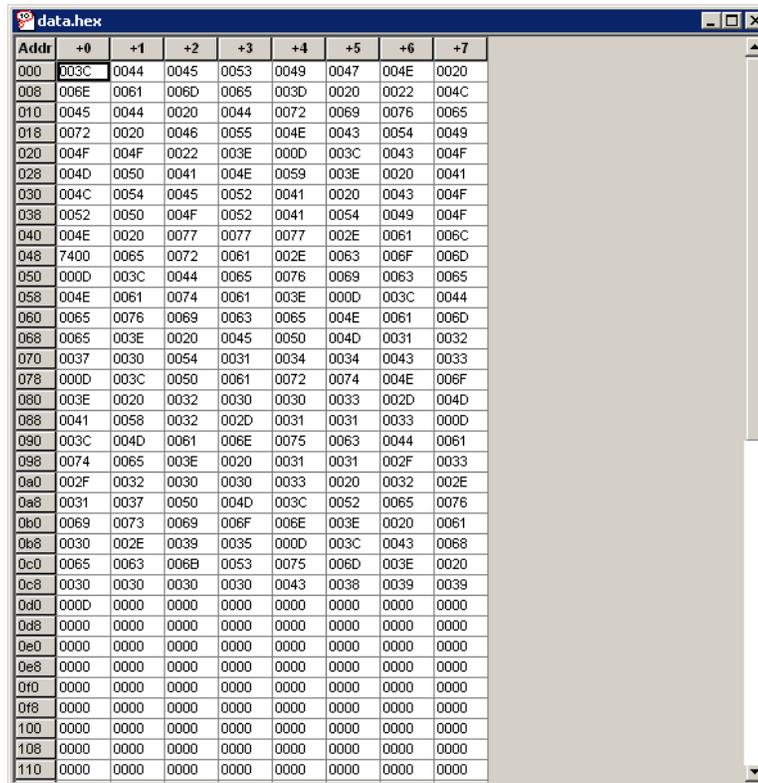 data.hex
Addr +0 +1 +2 +3 +4 +5 +6 +7
000 003C 0044 0045 0053 0049 0047 004E 0020
008 006E 0061 006D 0065 003D 0020 0022 004C
010 0045 0044 0020 0044 0072 0069 0076 0065
018 0072 0020 0046 0055 004E 0043 0054 0049
020 004F 004F 0022 003E 000D 003C 0043 004F
028 004D 0050 0041 004E 0059 003E 0020 0041
030 004C 0054 0045 0052 0041 0020 0043 004F
038 0052 0050 004F 0052 0041 0054 0049 004F
040 004E 0020 0077 0077 0077 002E 0061 006C
048 7400 0065 0072 0061 002E 0063 006F 006D
050 000D 003C 0044 0065 0076 0069 0063 0065
058 004E 0061 0074 0061 003E 000D 003C 0044
060 0065 0076 0069 0063 0065 004E 0061 006D
068 0065 003E 0020 0045 0050 004D 0031 0032
070 0037 0030 0054 0031 0034 0034 0043 0033
078 000D 003C 0050 0061 0072 0074 004E 006F
080 003E 0020 0032 0030 0030 0033 002D 004D
088 0041 0058 0032 002D 0031 0031 0033 000D
090 003C 004D 0061 006E 0075 0063 0044 0061
098 0074 0065 003E 0020 0031 0031 002F 0033
0a0 002F 0032 0030 0030 0033 0020 0032 002E
0a8 0031 0037 0050 004D 003C 0052 0065 0076
0b0 0069 0073 0069 006F 006E 003E 0020 0061
0b8 0030 002E 0039 0035 000D 003C 0043 0068
0c0 0065 0063 006B 0053 0075 006D 003E 0020
0c8 0030 0030 0030 0030 0043 0038 0039 0039
0d0 000D 0000 0000 0000 0000 0000 0000 0000
0d8 0000 0000 0000 0000 0000 0000 0000 0000
0e0 0000 0000 0000 0000 0000 0000 0000 0000
0e8 0000 0000 0000 0000 0000 0000 0000 0000
0f0 0000 0000 0000 0000 0000 0000 0000 0000
0f8 0000 0000 0000 0000 0000 0000 0000 0000
100 0000 0000 0000 0000 0000 0000 0000 0000
108 0000 0000 0000 0000 0000 0000 0000 0000
110 0000 0000 0000 0000 0000 0000 0000 0000